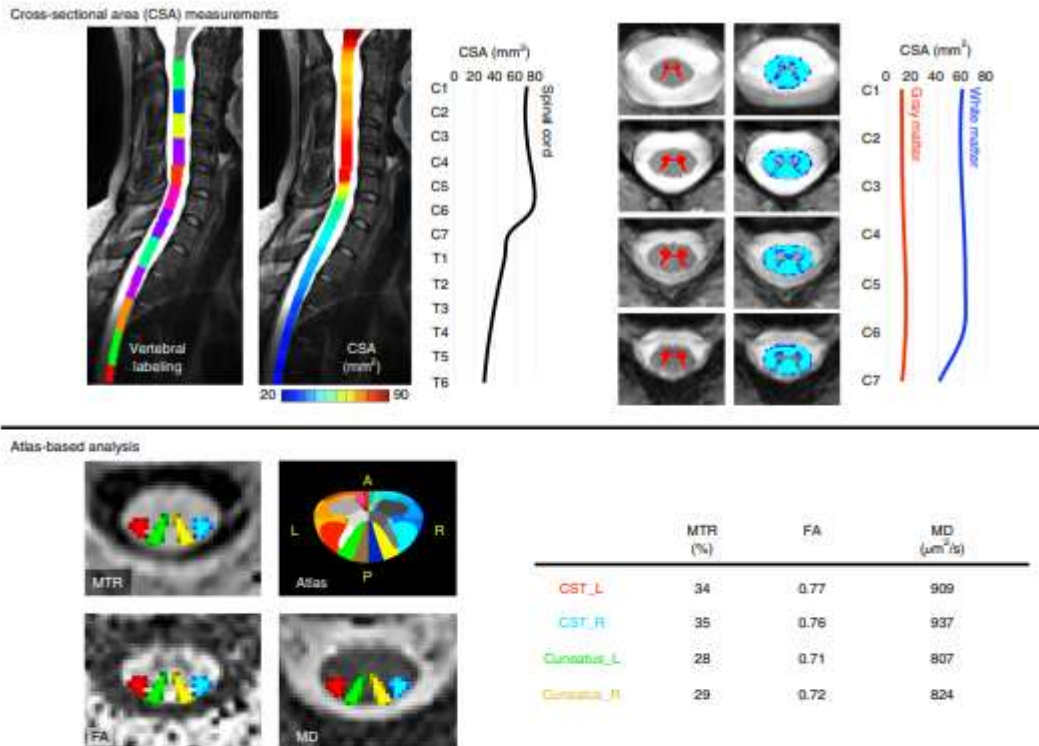 Cross-sectional area (CSA) measurements
Vertebral
labeling
CSA
(mm²)
20
90
CSA (mm²)
0 20 40 60 80
C1
C2
C3
C4
C5
C6
C7
T1
T2
T3
T4
T5
T6
Spinal cord
CSA (mm²)
0 20 40 60 80
C1
C2
C3
C4
C5
C6
C7
Gray matter
White matter
Atlas-based analysis
MTR
A
L
R
P
Atlas
FA
MD
MTR FA MD
(%) (μm²/s)
CST_L 34 0.77 909
CST_R 35 0.76 937
Cuneatus_L 28 0.71 807
Cuneatus_R 29 0.72 824